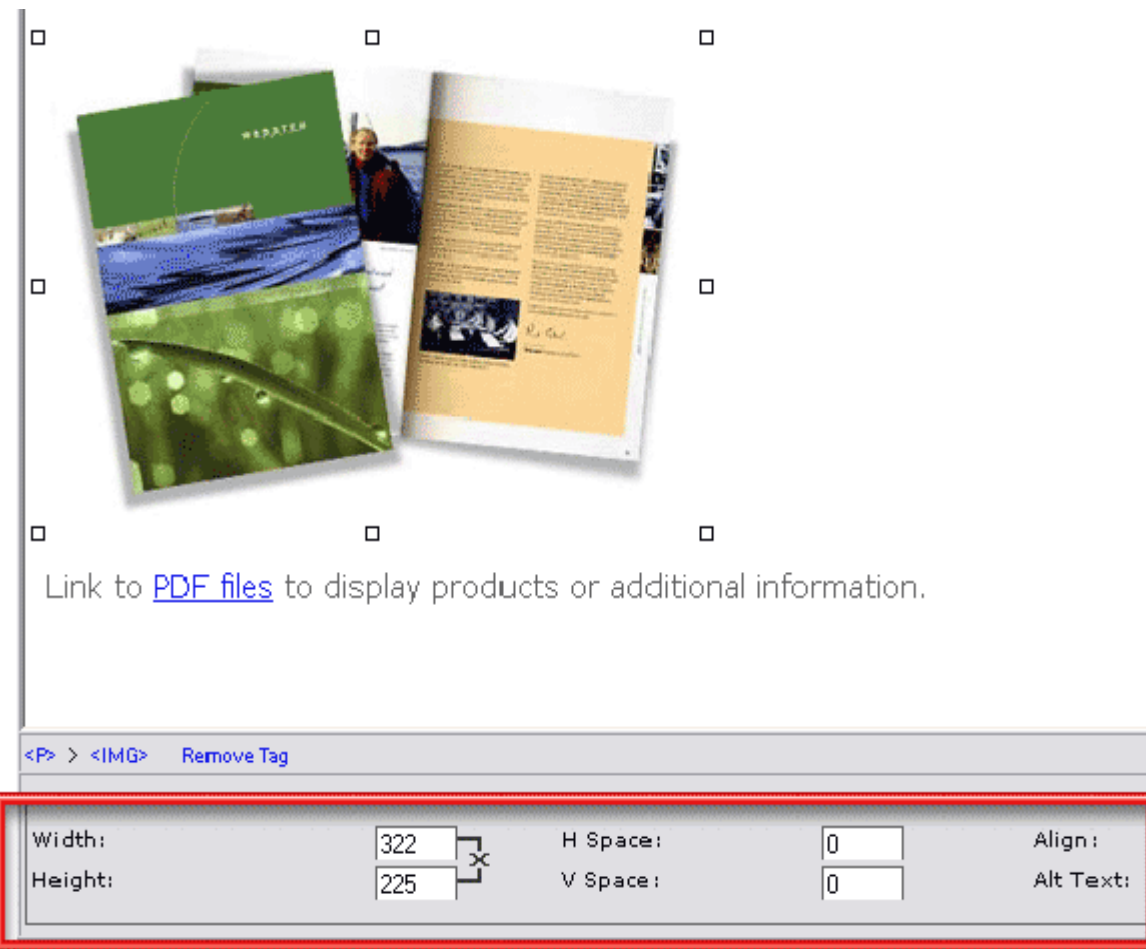 WEBSTEN
Link to PDF files to display products or additional information.
<P> > <IMG> Remove Tag
Width: 322 H Space: 0 Align:
Height: 225 V Space: 0 Alt Text: